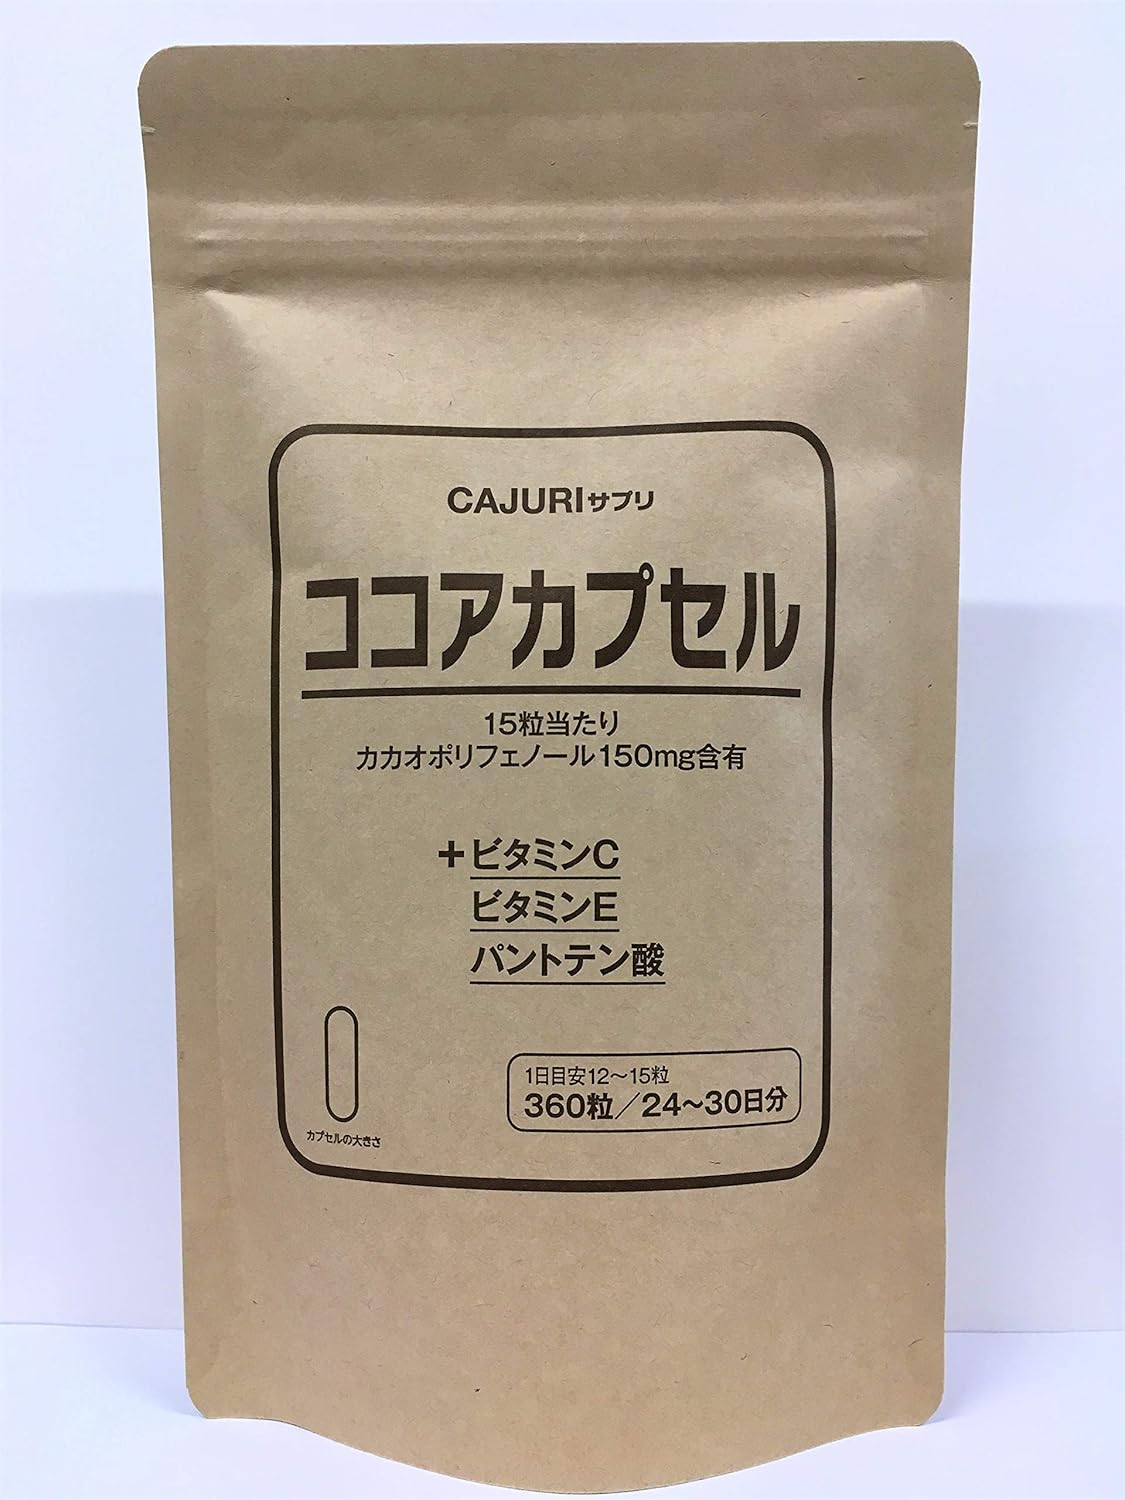 CAJURIサプリ
ココアカプセル
15粒当たり
カカオポリフェノール150mg含有
+ビタミンC
ビタミンE
パントテン酸
カプセルの大きさ
1日目安12〜15粒
360粒／24〜30日分